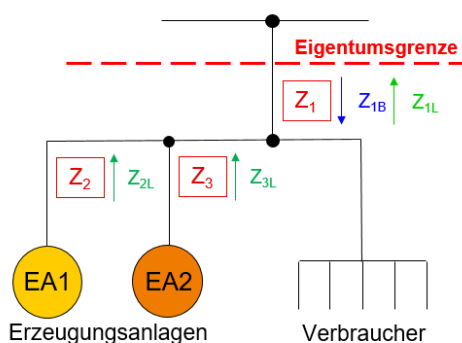 Eigentumsgrenze
Z1 Z1B Z1L
Z2 Z2L Z3 Z3L
EA1 EA2
Erzeugungsanlagen Verbraucher